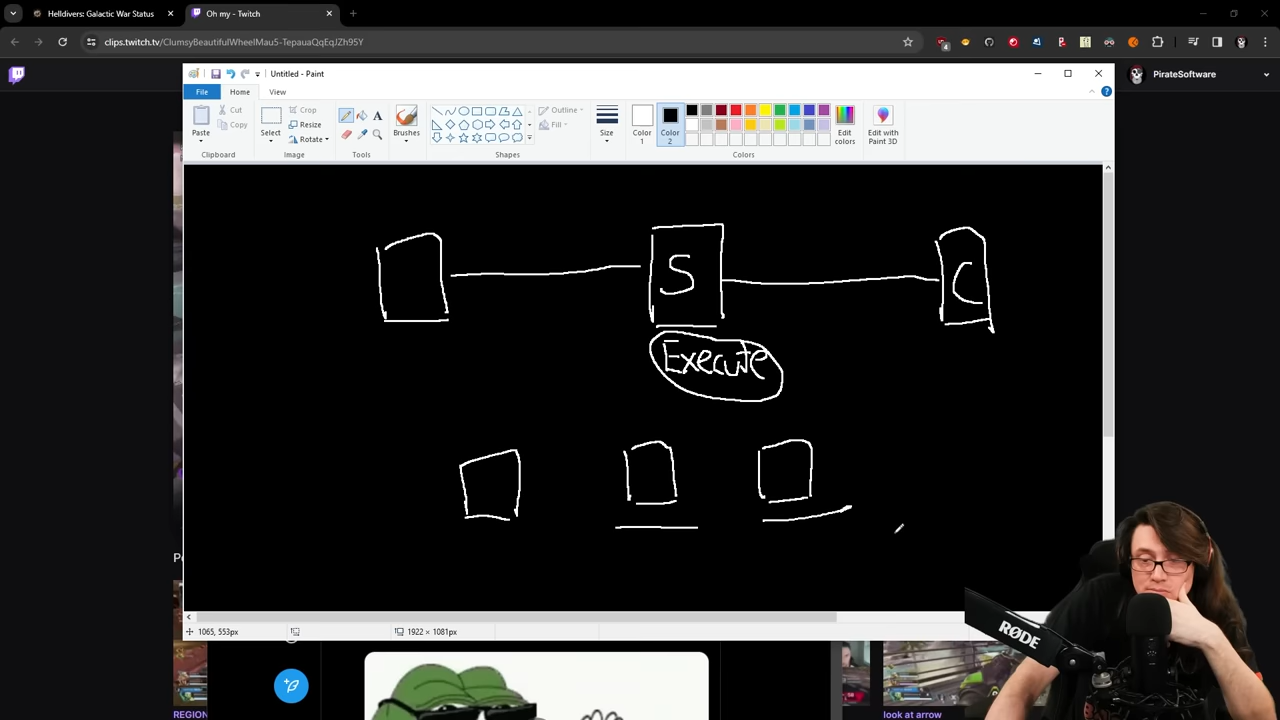 Helldivers: Galactic War Status
Oh my - Twitch
clips.twitch.tv/ClumsyBeautifulWheelMau5-TepauaQqEqJZh95Y
4
PirateSoftware
Untitled - Paint
File
Home
View
Paste
Cut
Copy
Clipboard
Select
Crop
Resize
Rotate
Image
A
Tools
Brushes
Shapes
Outline
Fill
Size
Color
1
Color
2
Edit
colors
Colors
Edit with
Paint 3D
S
C
Execute
1065, 553px
1922 × 1081px
RØDE
REGION
look at arrow